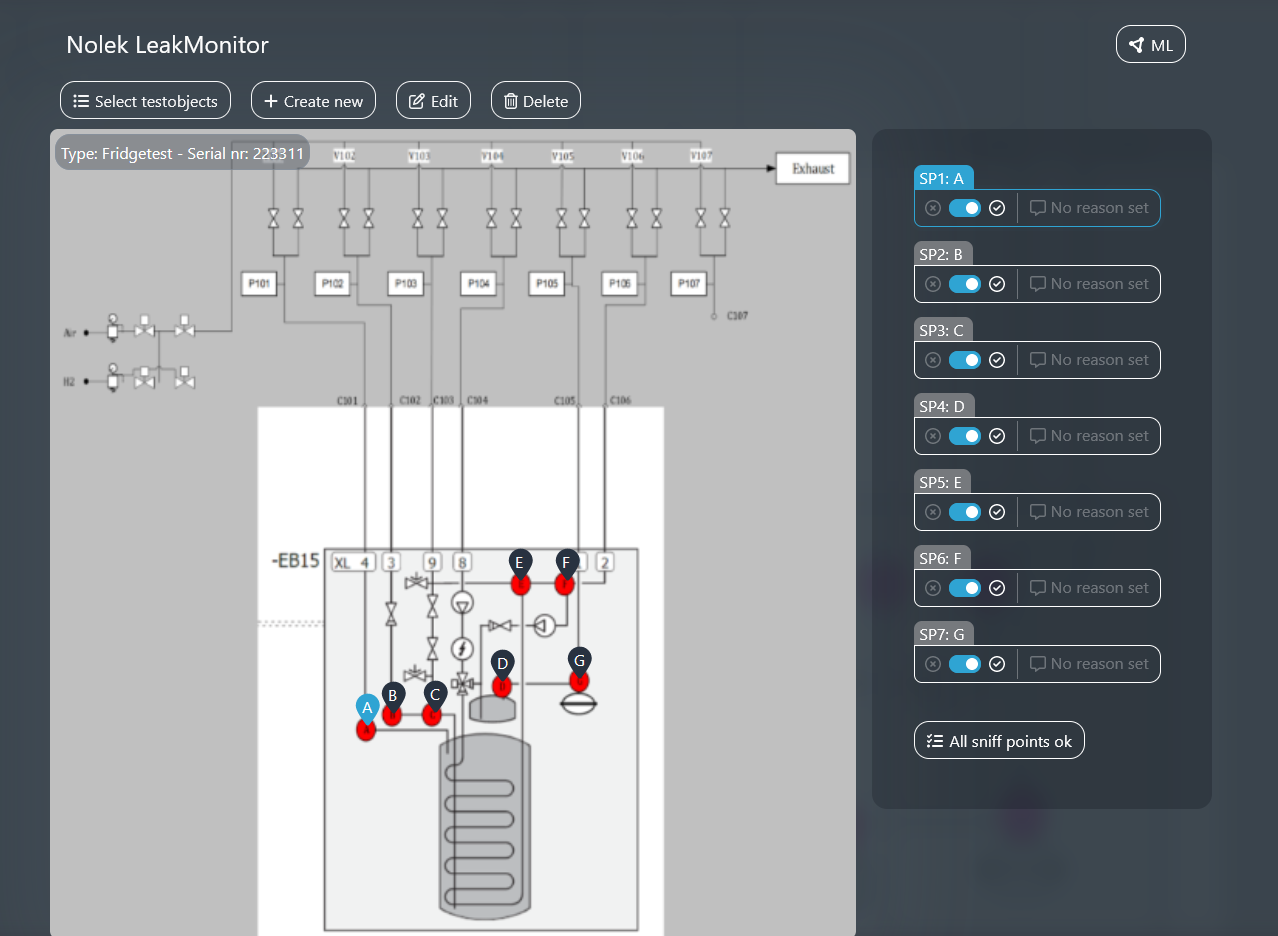 Nolek LeakMonitor
ML
Select testobjects
Create new
Edit
Delete
Type: Fridgetest - Serial nr: 223311
V102
V103
V104
V105
V106
V107
Exhaust
P101
P102
P103
P104
P105
P106
P107
C107
Air
H2
C101
C102
C103
C104
C105
C106
-EB15
XL 4
3
9
8
2
E
F
D
G
A
B
C
SP1: A
No reason set
SP2: B
No reason set
SP3: C
No reason set
SP4: D
No reason set
SP5: E
No reason set
SP6: F
No reason set
SP7: G
No reason set
All sniff points ok